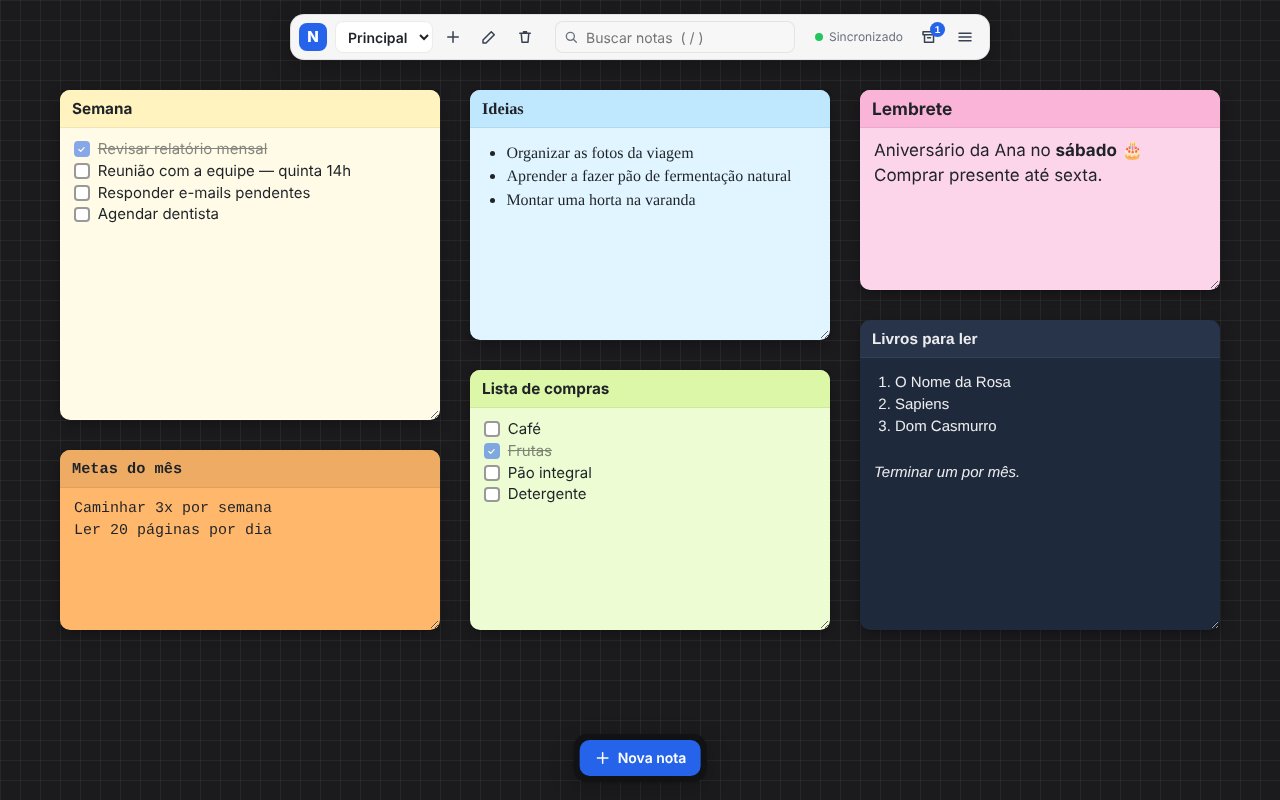 N Principal Buscar notas ( / ) Sincronizado 1
Semana
Revisar relatório mensal
Reunião com a equipe — quinta 14h
Responder e-mails pendentes
Agendar dentista
Ideias
Organizar as fotos da viagem
Aprender a fazer pão de fermentação natural
Montar uma horta na varanda
Lembrete
Aniversário da Ana no sábado 🎂
Comprar presente até sexta.
Metas do mês
Caminhar 3x por semana
Ler 20 páginas por dia
Lista de compras
Café
Frutas
Pão integral
Detergente
Livros para ler
1. O Nome da Rosa
2. Sapiens
3. Dom Casmurro
Terminar um por mês.
Nova nota